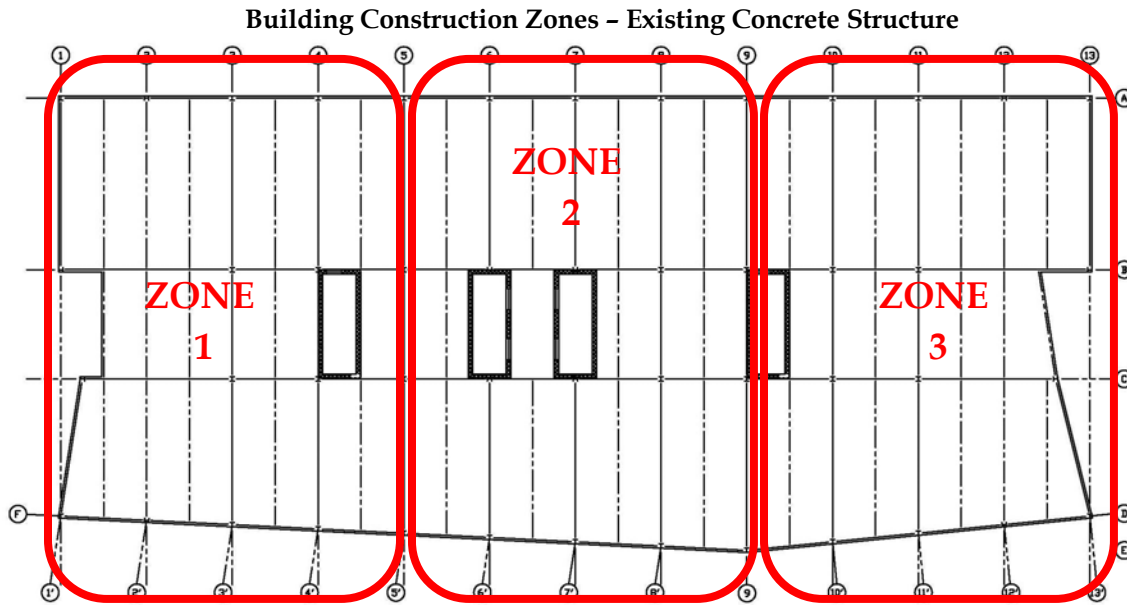 Building Construction Zones – Existing Concrete Structure
1 2 3 4 5 6 7 8 9 10 11 12 13
A
ZONE
2
B
ZONE
1
ZONE
3
C
F
D
E
1' 2' 3' 4' 5' 6' 7' 8' 9 10' 11' 12' 13'